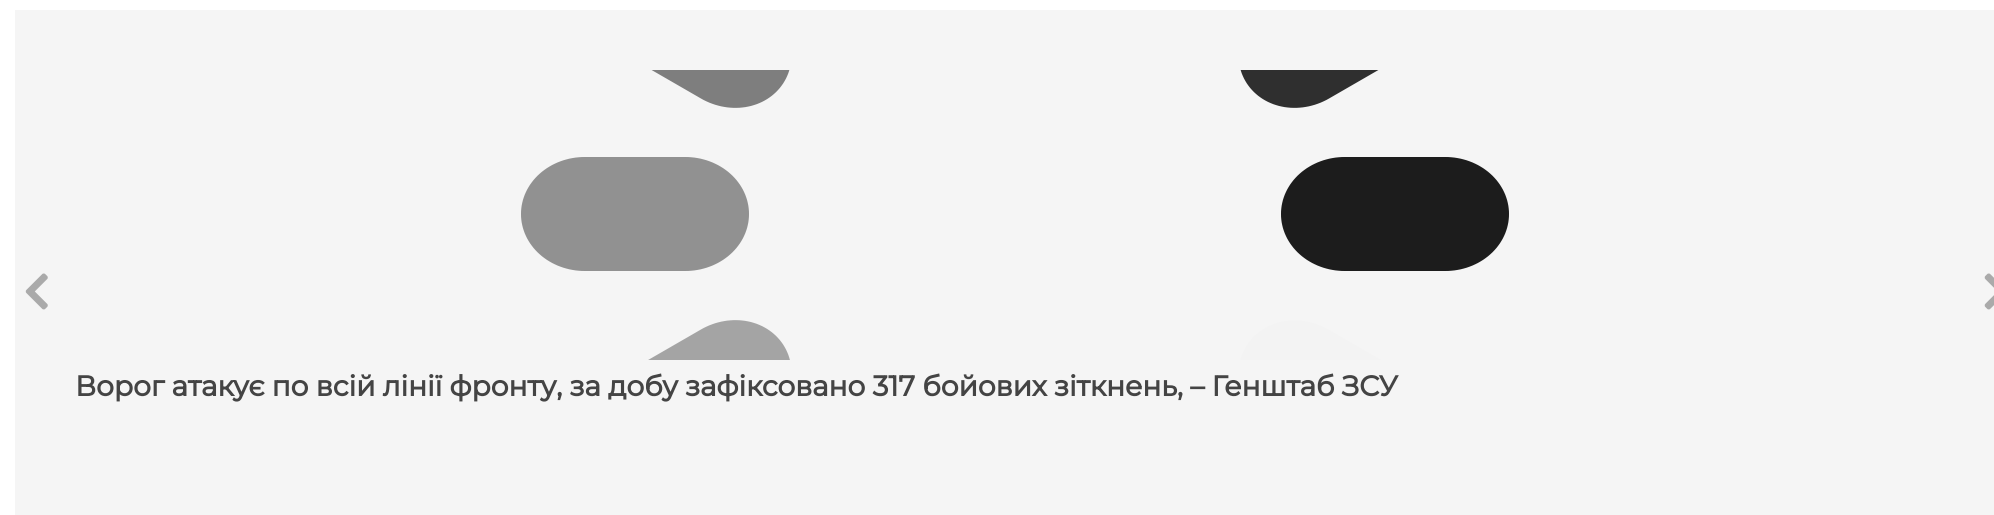 Ворог атакує по всій лінії фронту, за добу зафіксовано 317 бойових зіткнень, – Генштаб ЗСУ